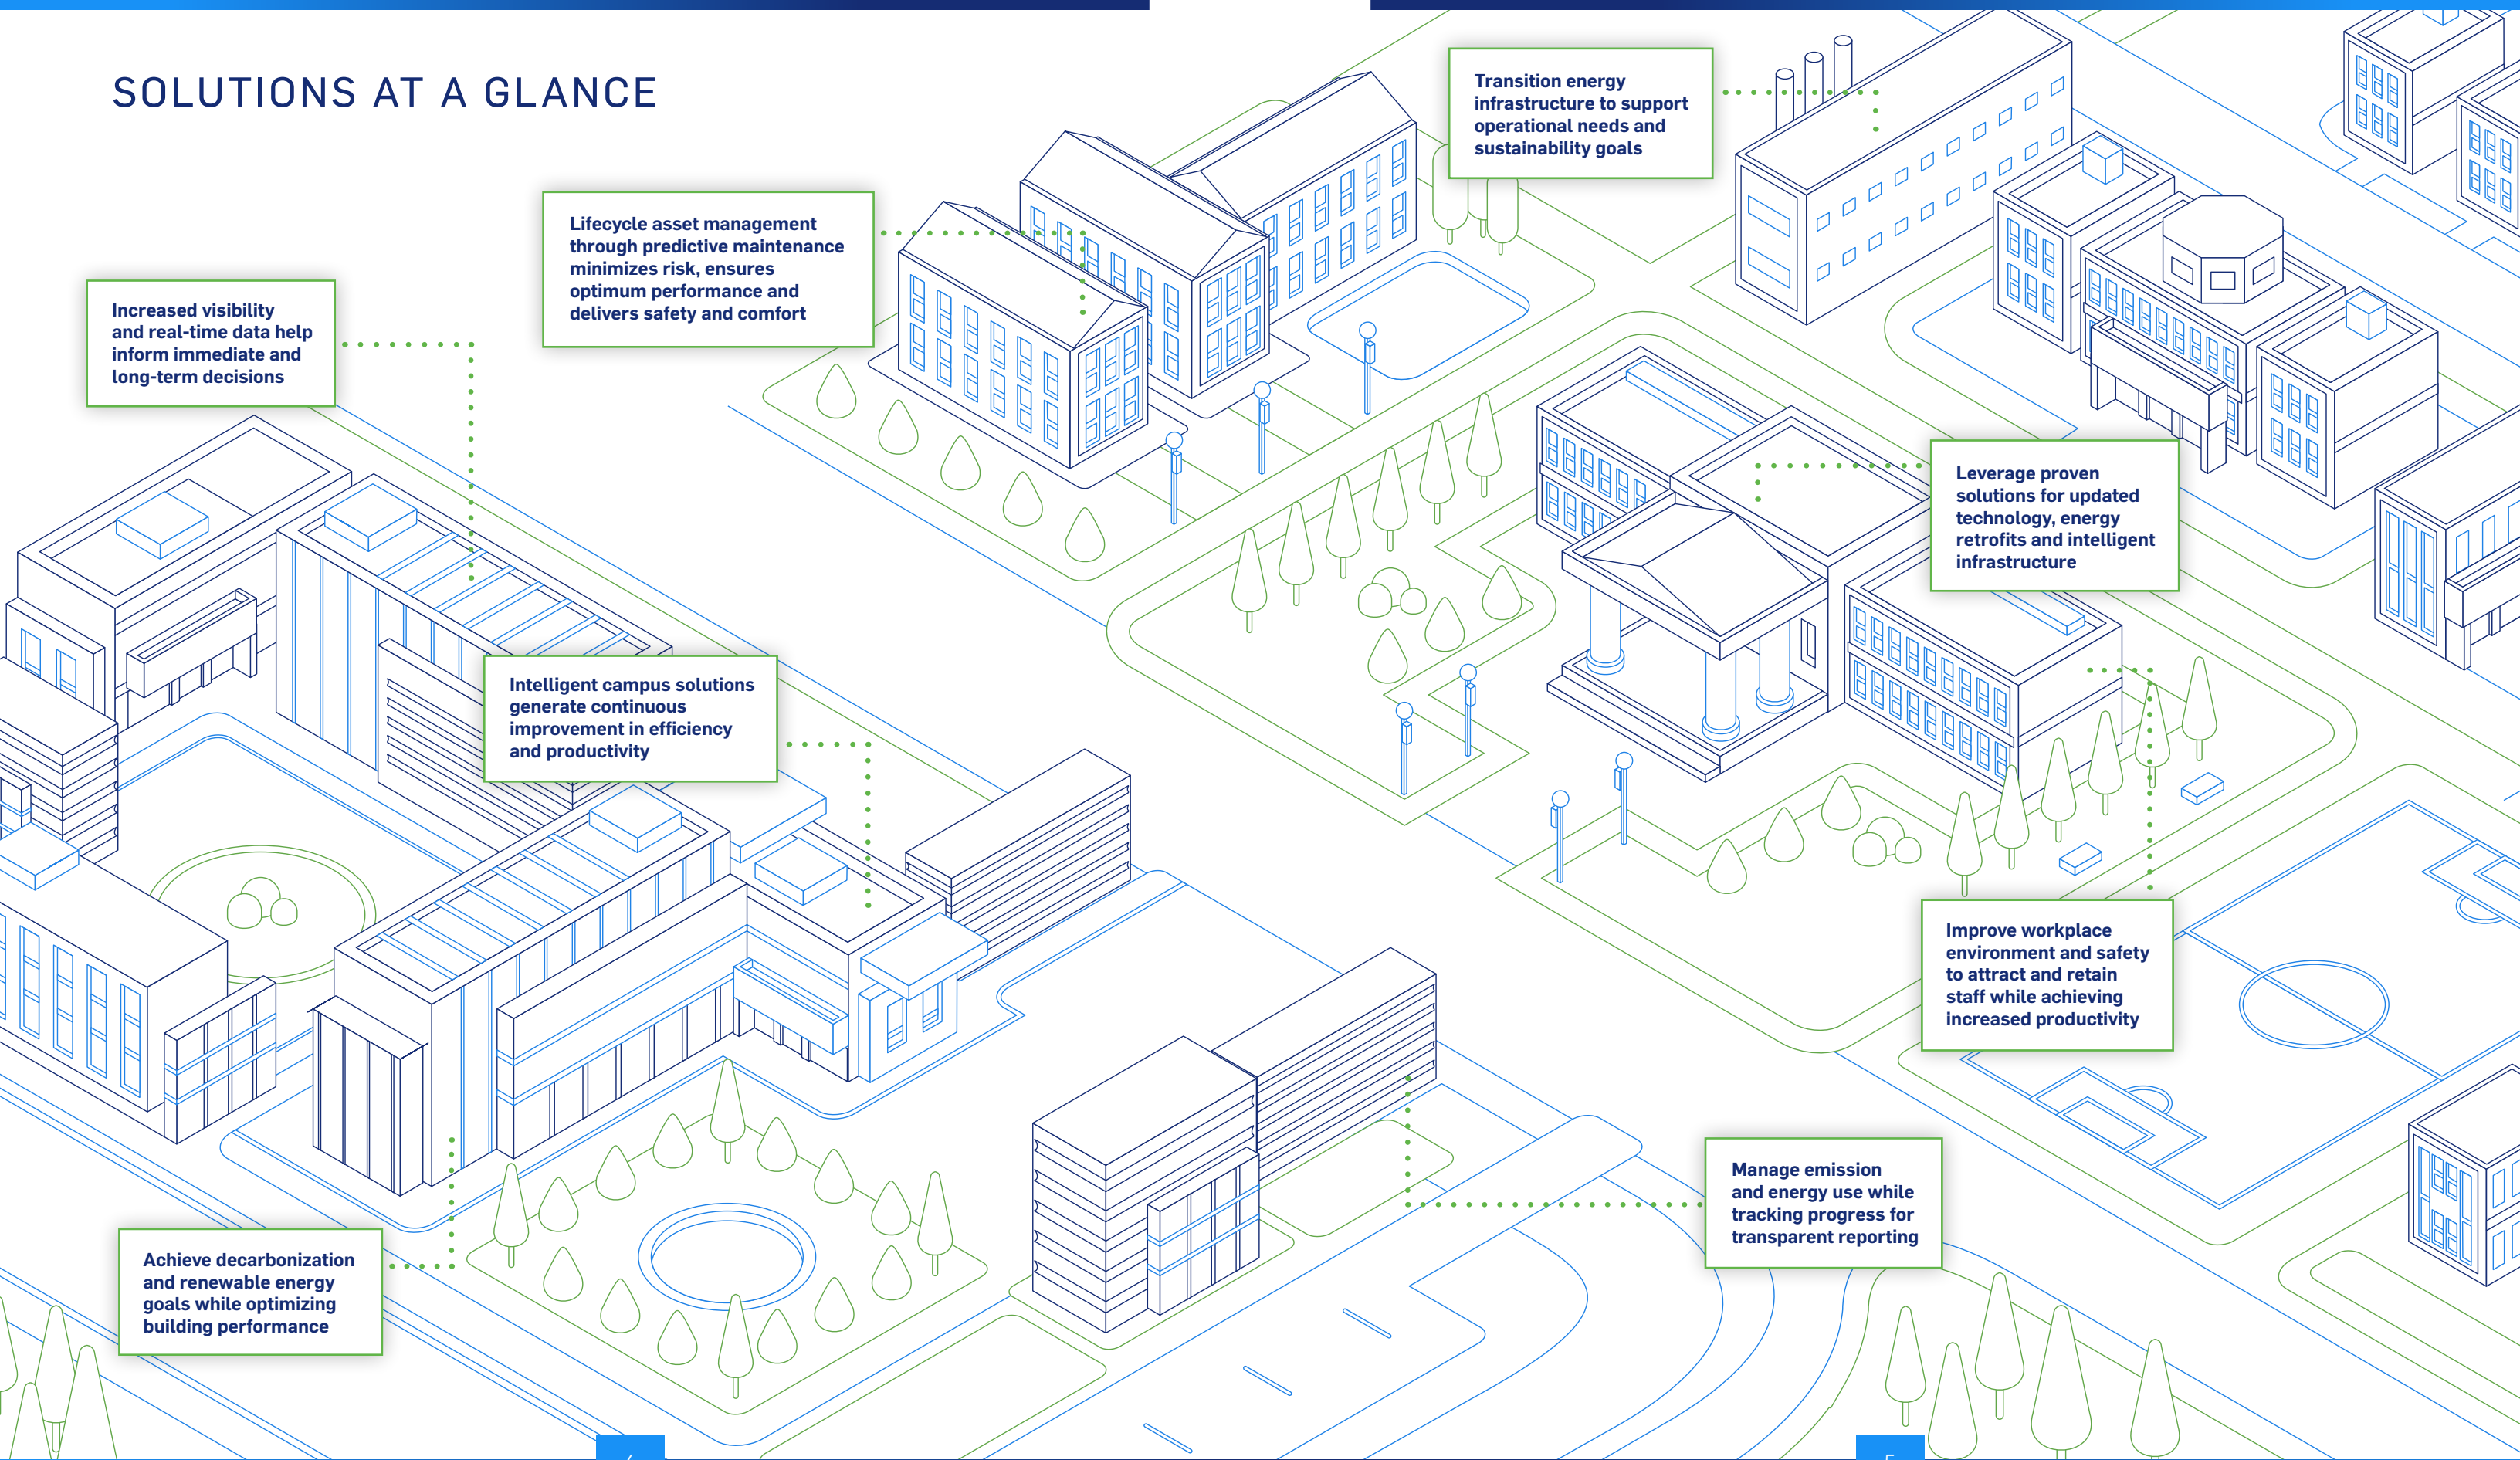 SOLUTIONS AT A GLANCE
Transition energy
infrastructure to support
operational needs and
sustainability goals
Lifecycle asset management
through predictive maintenance
minimizes risk, ensures
optimum performance and
delivers safety and comfort
Increased visibility
and real-time data help
inform immediate and
long-term decisions
Leverage proven
solutions for updated
technology, energy
retrofits and intelligent
infrastructure
Intelligent campus solutions
generate continuous
improvement in efficiency
and productivity
Improve workplace
environment and safety
to attract and retain
staff while achieving
increased productivity
Manage emission
and energy use while
tracking progress for
transparent reporting
Achieve decarbonization
and renewable energy
goals while optimizing
building performance